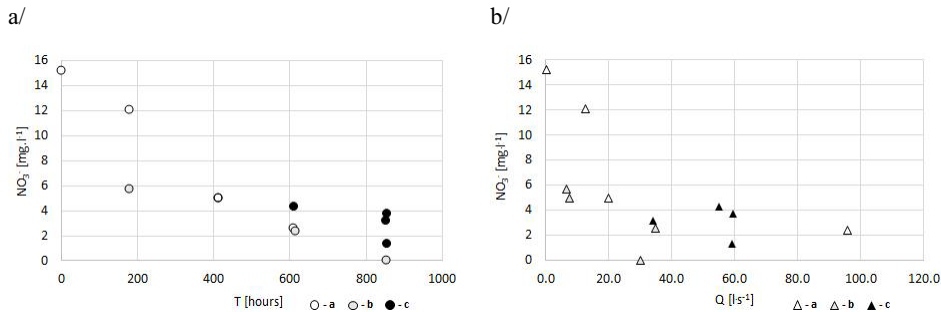 a/
b/
16
14
12
10
8
6
4
2
0
NO₃⁻ [mg.l⁻¹]
0
200
400
600
800
1000
T [hours]
- a
- b
- c
16
14
12
10
8
6
4
2
0
NO₃⁻ [mg·l⁻¹]
0.0
20.0
40.0
60.0
80.0
100.0
120.0
Q [l·s⁻¹]
- a
- b
- c